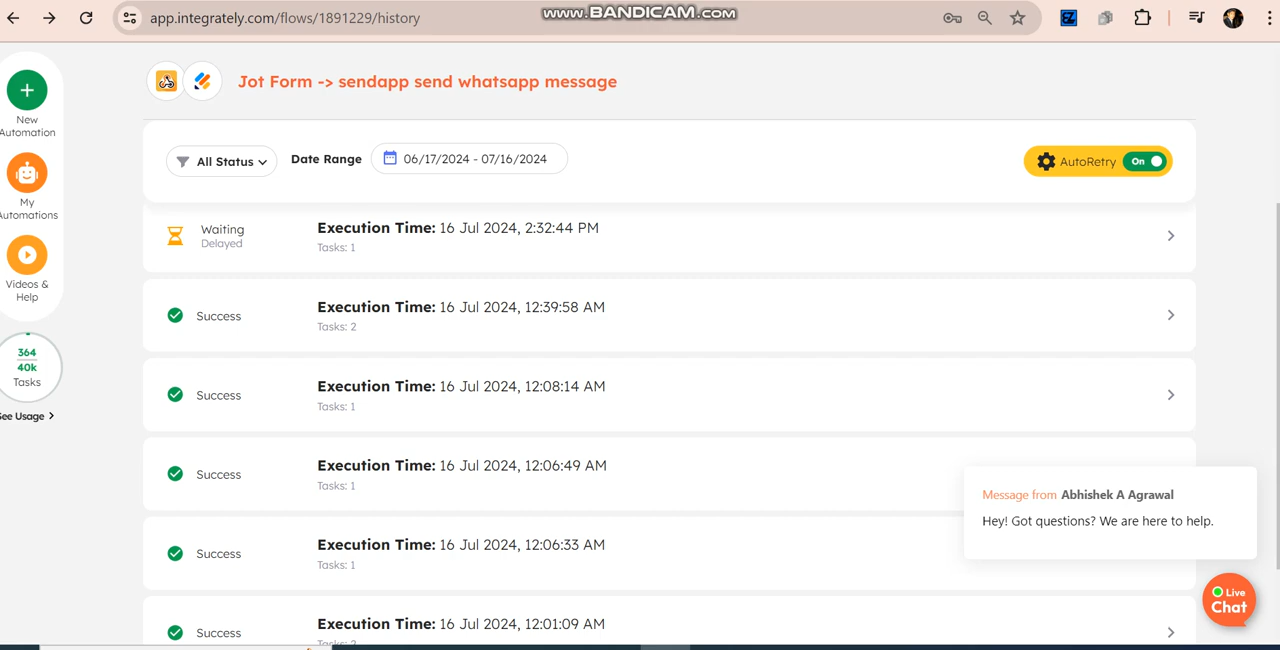 app.integrately.com/flows/1891229/history
www.BANDICAM.com
Jot Form -> sendapp send whatsapp message
New
Automation
My
Automations
Videos &
Help
364
40k
Tasks
See Usage
All Status
Date Range
06/17/2024 - 07/16/2024
AutoRetry
On
Waiting
Delayed
Execution Time: 16 Jul 2024, 2:32:44 PM
Tasks: 1
Success
Execution Time: 16 Jul 2024, 12:39:58 AM
Tasks: 2
Success
Execution Time: 16 Jul 2024, 12:08:14 AM
Tasks: 1
Success
Execution Time: 16 Jul 2024, 12:06:49 AM
Tasks: 1
Success
Execution Time: 16 Jul 2024, 12:06:33 AM
Tasks: 1
Success
Execution Time: 16 Jul 2024, 12:01:09 AM
Tasks: 2
Message from Abhishek A Agrawal
Hey! Got questions? We are here to help.
Live
Chat